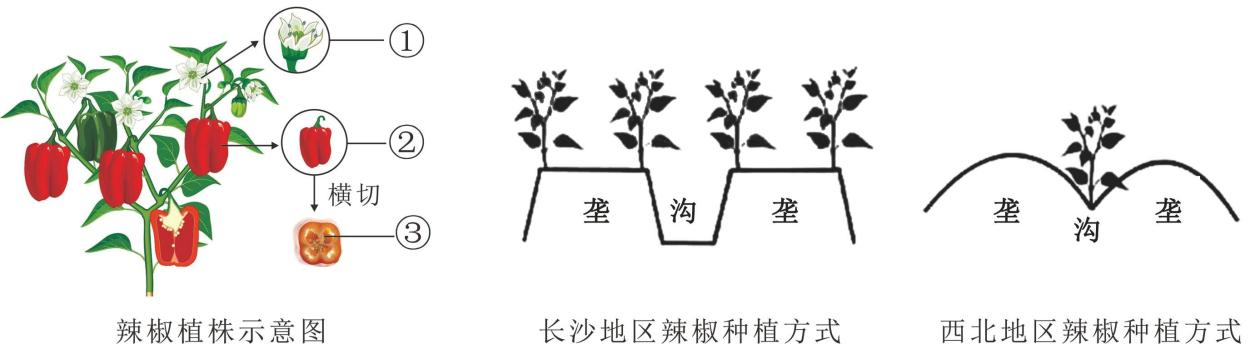 ①
②
横切
③
垄 沟 垄
垄 沟 垄
辣椒植株示意图
长沙地区辣椒种植方式
西北地区辣椒种植方式